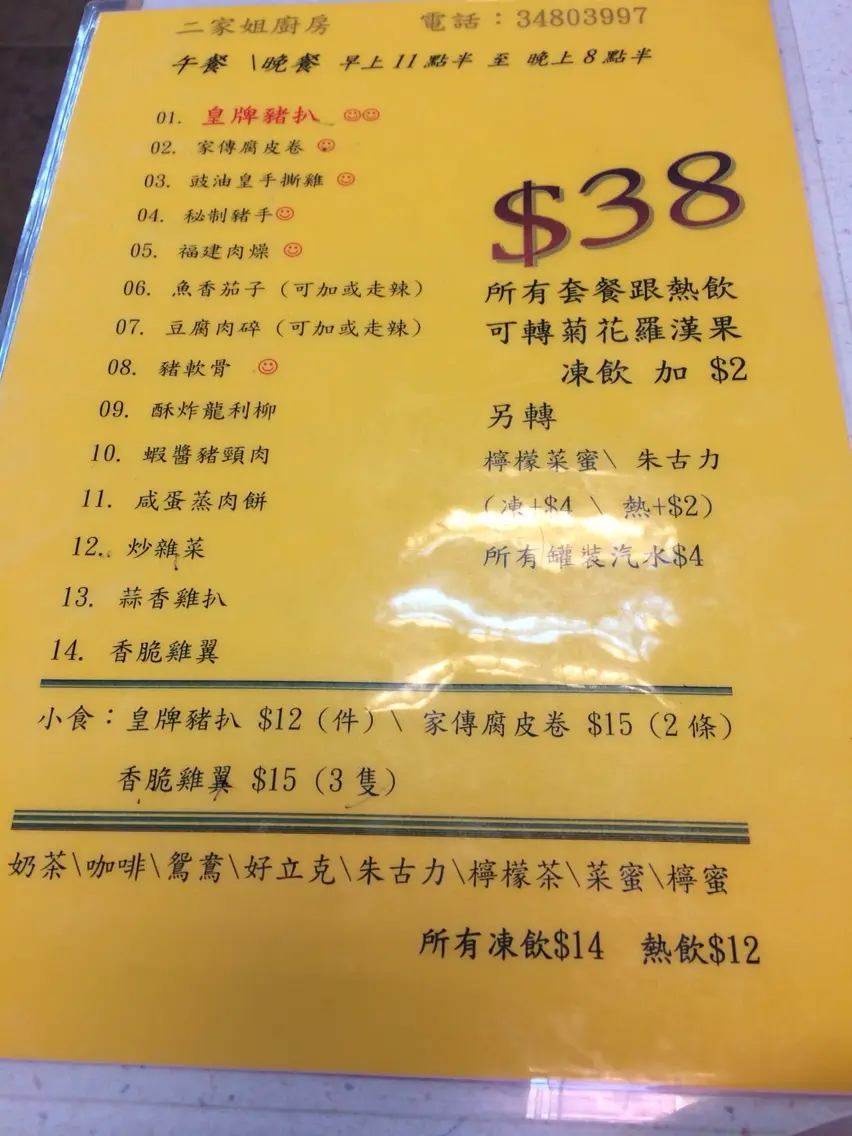 二家姐廚房 電話：34803997
午餐 \晚餐 早上 11 點半 至 晚上 8 點半
01. 皇牌豬扒 ☺☺
02. 家傳腐皮卷 ☺
03. 豉油皇手撕雞 ☺
04. 秘制豬手☺
05. 福建肉燥 ☺
06. 魚香茄子（可加或走辣）
07. 豆腐肉碎（可加或走辣）
08. 豬軟骨 ☺
09. 酥炸龍利柳
10. 蝦醬豬頸肉
11. 咸蛋蒸肉餅
12. 炒雜菜
13. 蒜香雞扒
14. 香脆雞翼
$38
所有套餐跟熱飲
可轉菊花羅漢果
凍飲 加 $2
另轉
檸檬菜蜜\ 朱古力
（凍+$4 \ 熱+$2）
所有罐裝汽水$4
小食：皇牌豬扒 $12（件）\ 家傳腐皮卷 $15（2 條）
香脆雞翼 $15（3 隻）
奶茶\咖啡\鴛鴦\好立克\朱古力\檸檬茶\菜蜜\檸蜜
所有凍飲$14 熱飲$12